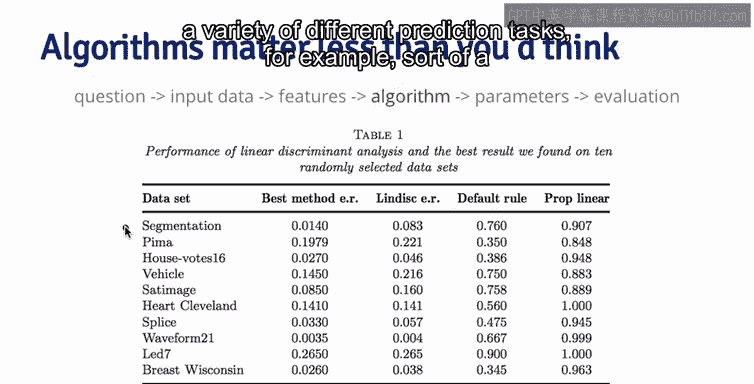 a variety of different prediction tasks,
for example, sort of a
Algorithms matter less than you'd think
question -> input data -> features -> algorithm -> parameters -> evaluation
TABLE 1
Performance of linear discriminant analysis and the best result we found on ten
randomly selected data sets
Data set Best method e.r. Lindisc e.r. Default rule Prop linear
Segmentation 0.0140 0.083 0.760 0.907
Pima 0.1979 0.221 0.350 0.848
House-votes16 0.0270 0.046 0.386 0.948
Vehicle 0.1450 0.216 0.750 0.883
Satimage 0.0850 0.160 0.758 0.889
Heart Cleveland 0.1410 0.141 0.560 1.000
Splice 0.0330 0.057 0.475 0.945
Waveform21 0.0035 0.004 0.667 0.999
Led7 0.2650 0.265 0.900 1.000
Breast Wisconsin 0.0260 0.038 0.345 0.963